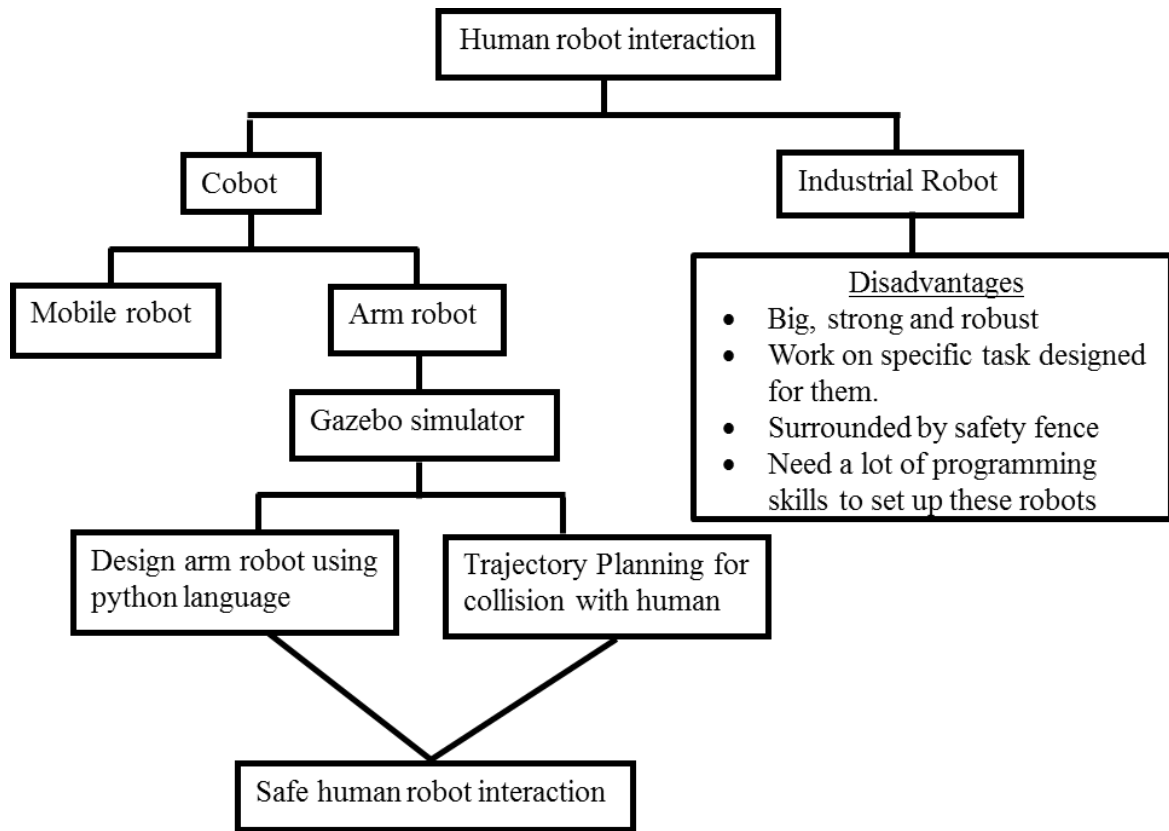 Human robot interaction
Cobot
Industrial Robot
Mobile robot
Arm robot
Disadvantages
• Big, strong and robust
• Work on specific task designed
for them.
• Surrounded by safety fence
• Need a lot of programming
skills to set up these robots
Gazebo simulator
Design arm robot using
python language
Trajectory Planning for
collision with human
Safe human robot interaction